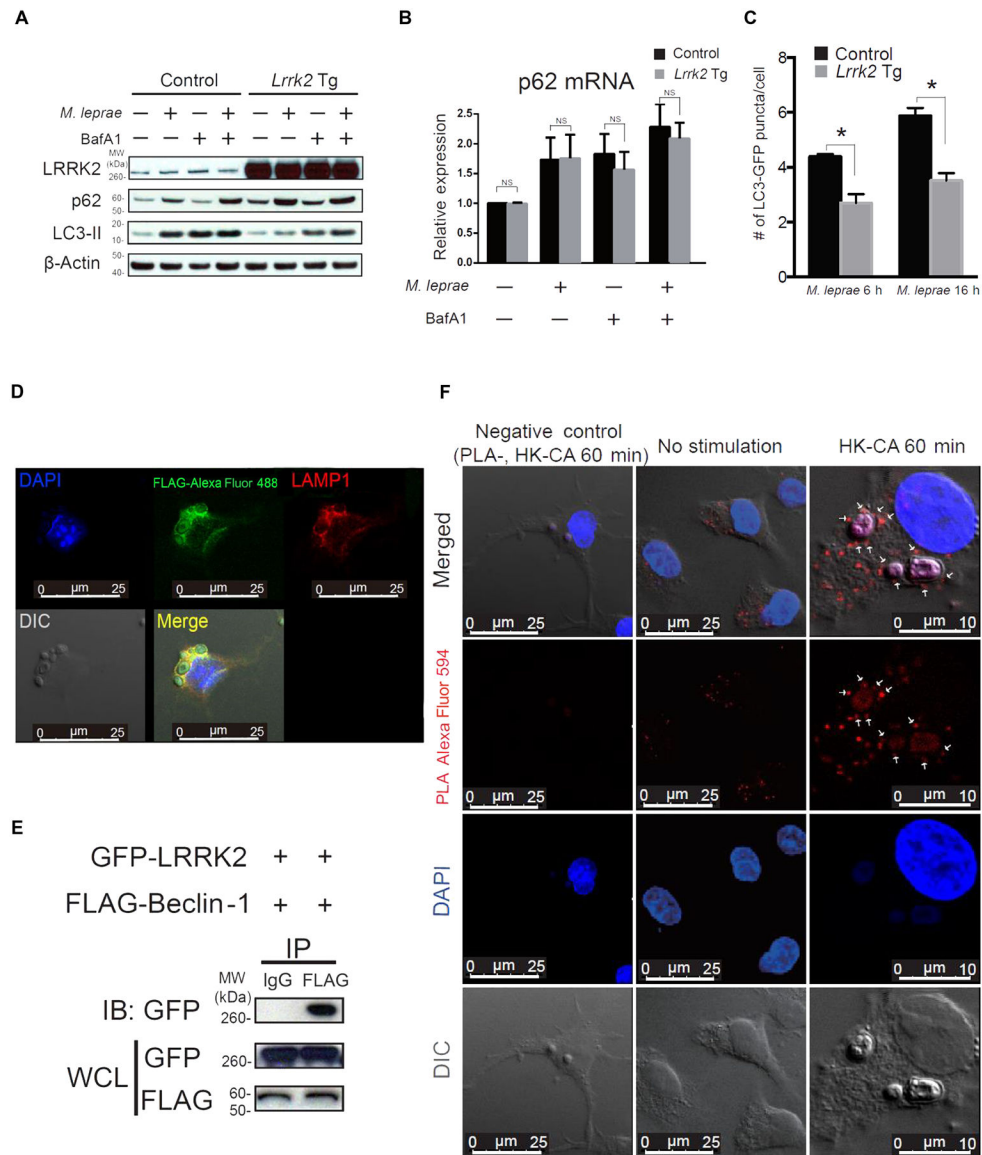 A
Control
Lrrk2 Tg
M. leprae
— + — + — + — +
BafA1
— — + + — — + +
MW
(kDa)
LRRK2
260-
p62
60-
50-
LC3-II
20-
10-
β-Actin
50-
40-
B
Control
Lrrk2 Tg
p62 mRNA
Relative expression
2.5
2.0
1.5
1.0
0.5
0.0
NS
NS
NS
NS
M. leprae
— + — +
BafA1
— — + +
C
Control
Lrrk2 Tg
# of LC3-GFP puncta/cell
8
6
4
2
0
*
*
M. leprae 6 h
M. leprae 16 h
D
DAPI
FLAG-Alexa Fluor 488
LAMP1
0 µm 25
0 µm 25
0 µm 25
DIC
Merge
0 µm 25
0 µm 25
E
GFP-LRRK2 + +
FLAG-Beclin-1 + +
IP
MW
(kDa)
IgG FLAG
IB: GFP
260-
WCL
GFP
260-
FLAG
60-
50-
F
Negative control
(PLA-, HK-CA 60 min)
No stimulation
HK-CA 60 min
Merged
0 µm 25
0 µm 25
0 µm 10
PLA Alexa Fluor 594
0 µm 25
0 µm 25
0 µm 10
DAPI
0 µm 25
0 µm 25
0 µm 10
DIC
0 µm 25
0 µm 25
0 µm 10